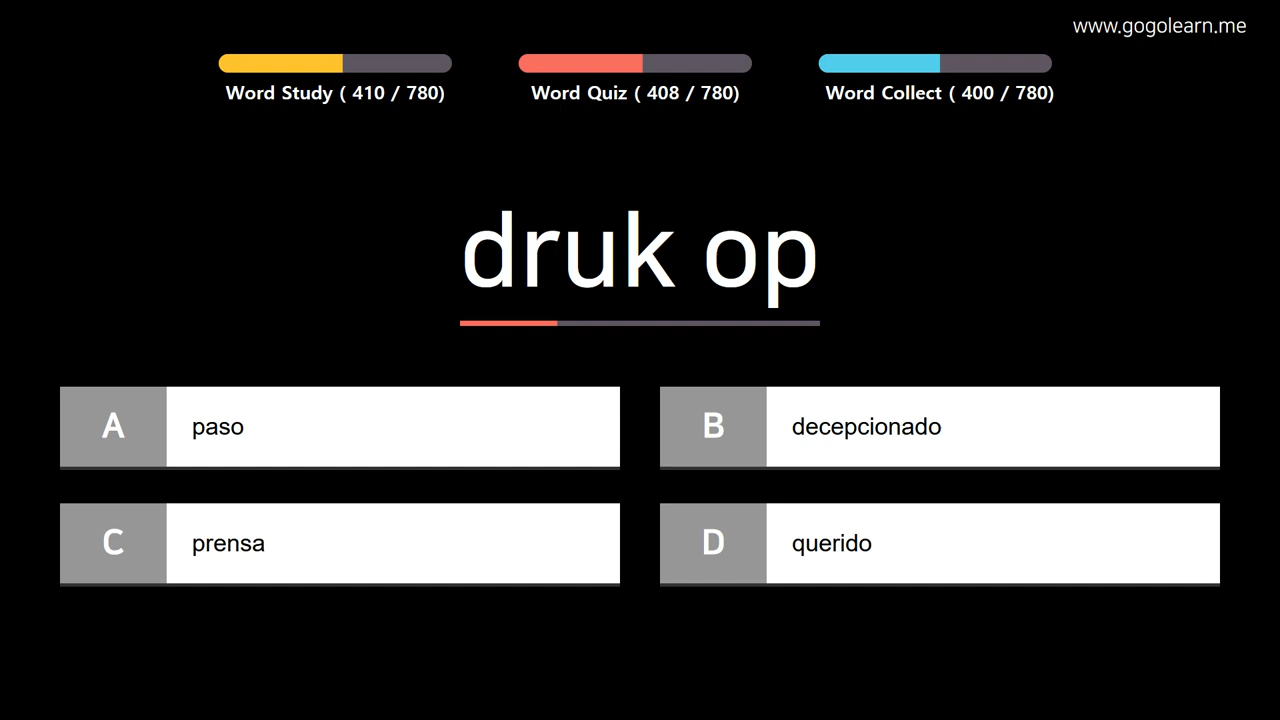 www.gogolearn.me
Word Study ( 410 / 780)
Word Quiz ( 408 / 780)
Word Collect ( 400 / 780)
druk op
A
paso
B
decepcionado
C
prensa
D
querido